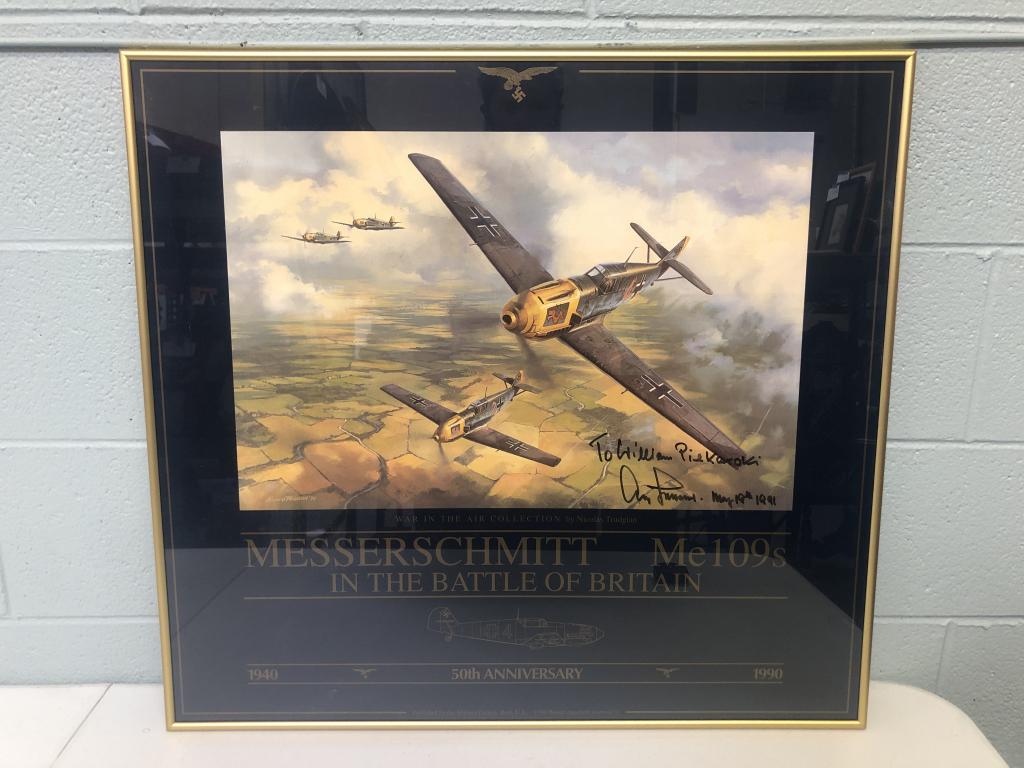 To William Piekarski
May 19th 1991
WAR IN THE AIR COLLECTION by Nicolas Trudgian
MESSERSCHMITT Me109s
IN THE BATTLE OF BRITAIN
1940 50th ANNIVERSARY 1990